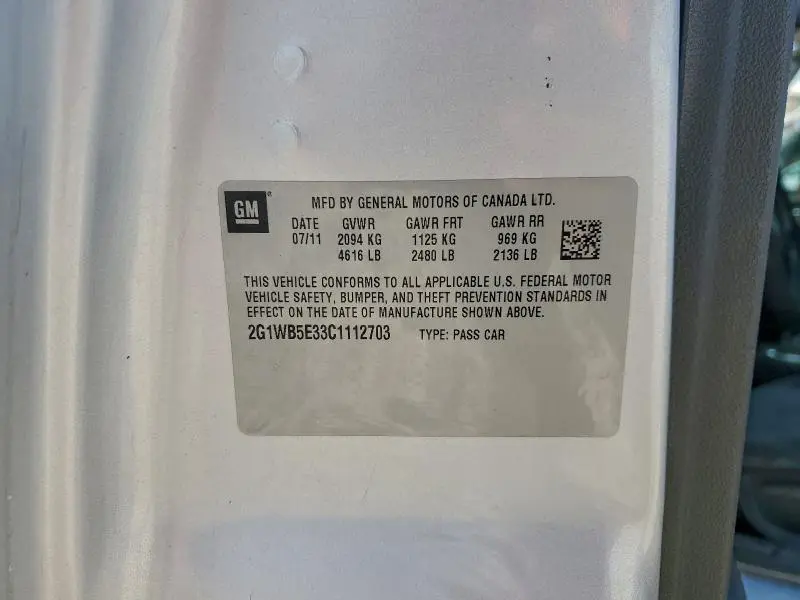 GM®
MFD BY GENERAL MOTORS OF CANADA LTD.
DATE GVWR GAWR FRT GAWR RR
07/11 2094 KG 1125 KG 969 KG
4616 LB 2480 LB 2136 LB
THIS VEHICLE CONFORMS TO ALL APPLICABLE U.S. FEDERAL MOTOR
VEHICLE SAFETY, BUMPER, AND THEFT PREVENTION STANDARDS IN
EFFECT ON THE DATE OF MANUFACTURE SHOWN ABOVE.
2G1WB5E33C1112703 TYPE: PASS CAR